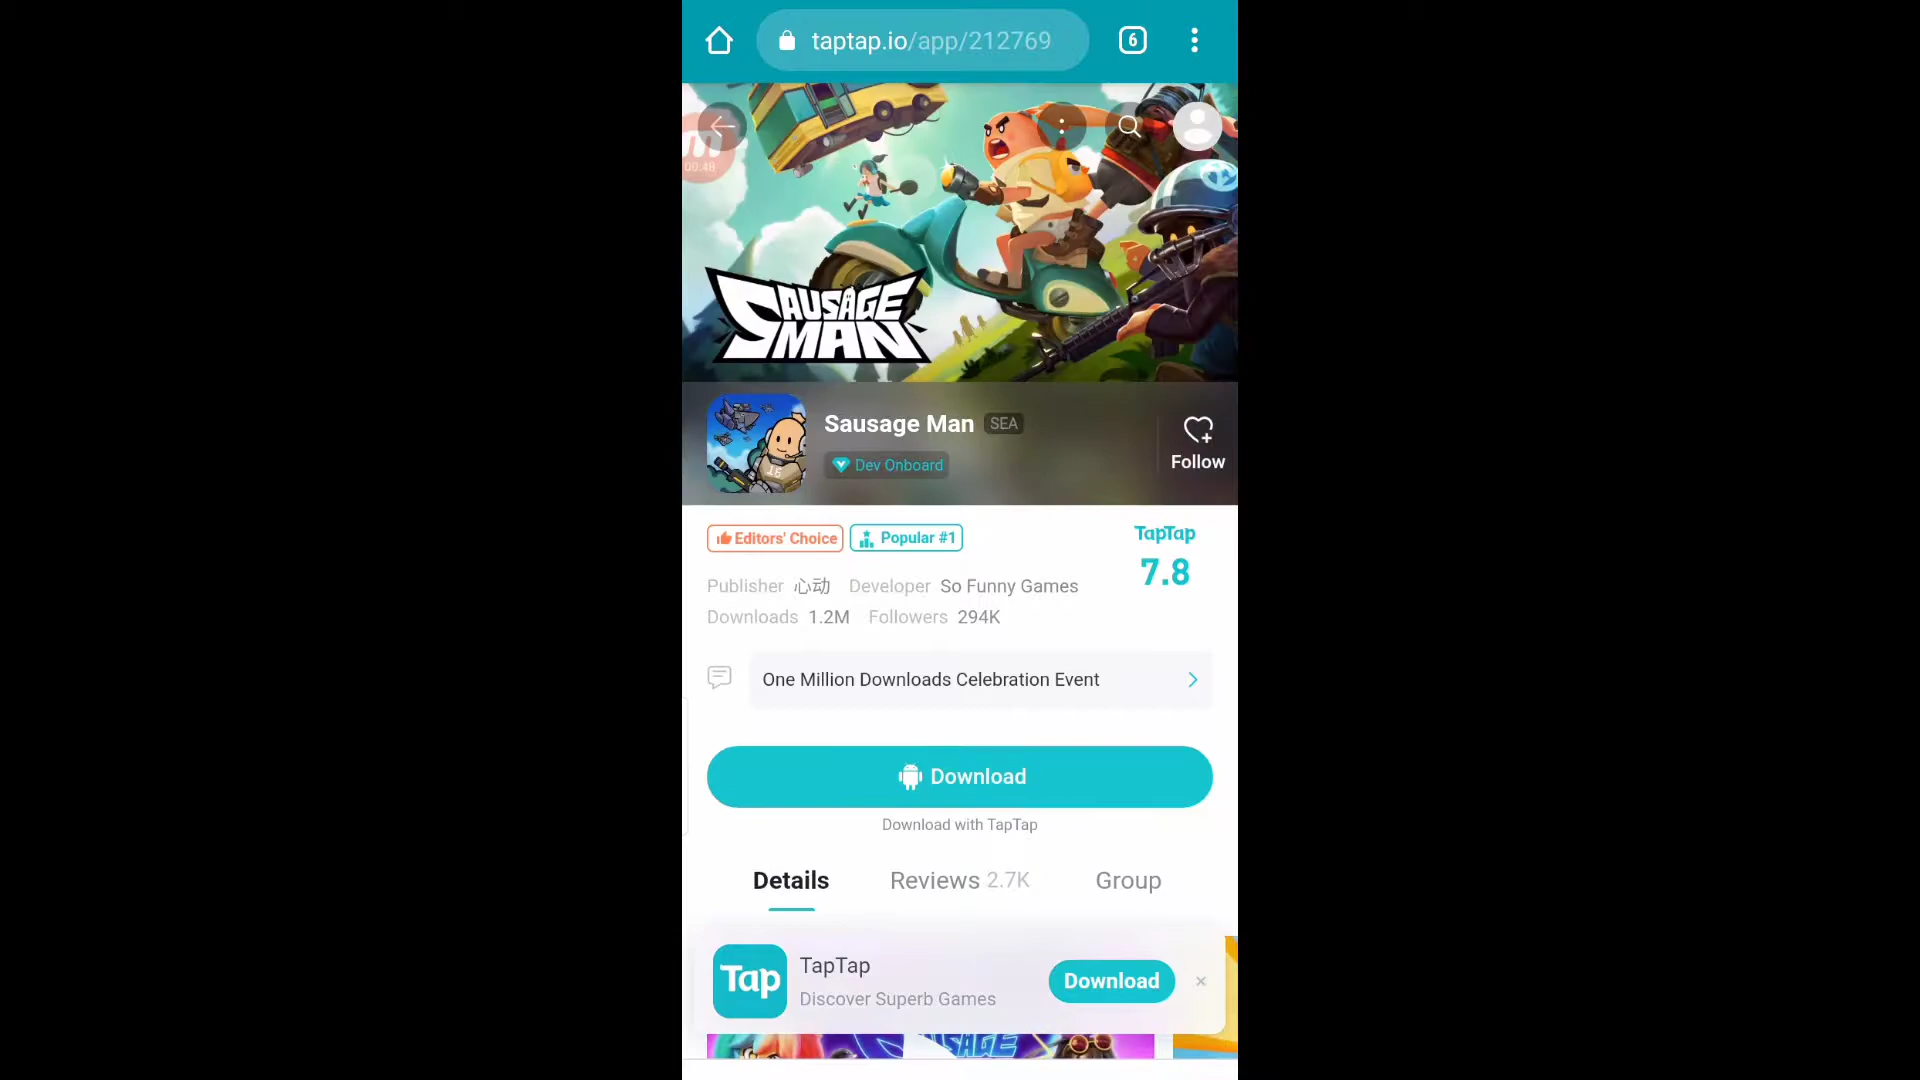 taptap.io/app/212769
6
00:48
SAUSAGE
MAN
Sausage Man SEA
Dev Onboard
Follow
Editors' Choice
Popular #1
TapTap
7.8
Publisher 心动 Developer So Funny Games
Downloads 1.2M Followers 294K
One Million Downloads Celebration Event
Download
Download with TapTap
Details
Reviews 2.7K
Group
Tap
TapTap
Discover Superb Games
Download